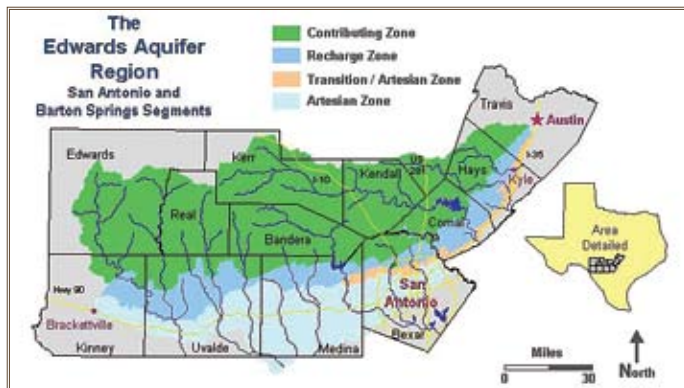 The
Edwards Aquifer
Region
San Antonio and
Barton Springs Segments
Contributing Zone
Recharge Zone
Transition / Artesian Zone
Artesian Zone
Travis
Austin
Edwards
Kerr
I-10
Kendall
US
281
Hays
I-35
Kyle
Real
Bandera
Comal
Area
Detailed
San
Antonio
Hwy 90
Brackettville
Bexar
Kinney
Uvalde
Medina
Miles
0
30
North